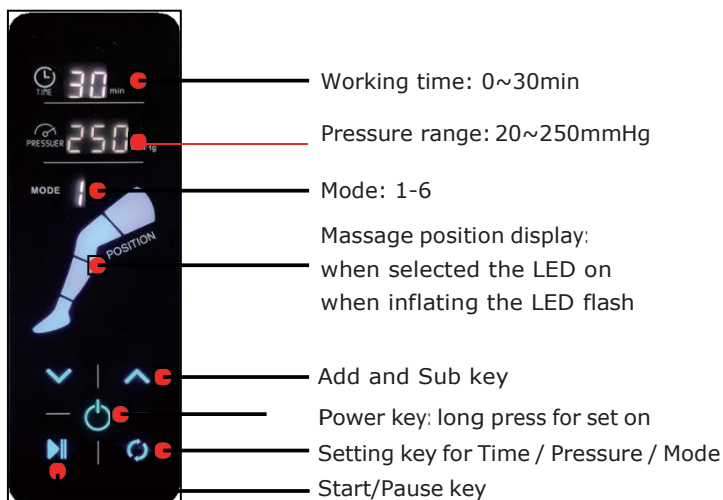 TIME 30 min
Working time: 0~30min
PRESSUER 250
Pressure range: 20~250mmHg
MODE 1
Mode: 1-6
POSITION
Massage position display:
when selected the LED on
when inflating the LED flash
Add and Sub key
Power key: long press for set on
Setting key for Time / Pressure / Mode
Start/Pause key